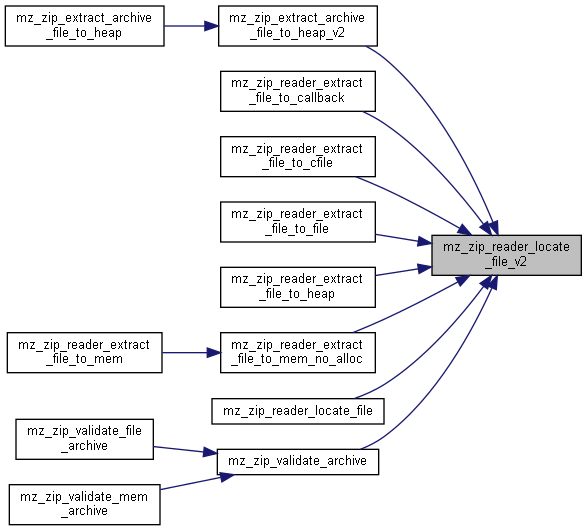 mz_zip_extract_archive
_file_to_heap
mz_zip_extract_archive
_file_to_heap_v2
mz_zip_reader_extract
_file_to_callback
mz_zip_reader_extract
_file_to_cfile
mz_zip_reader_extract
_file_to_file
mz_zip_reader_locate
_file_v2
mz_zip_reader_extract
_file_to_heap
mz_zip_reader_extract
_file_to_mem
mz_zip_reader_extract
_file_to_mem_no_alloc
mz_zip_reader_locate_file
mz_zip_validate_file
_archive
mz_zip_validate_archive
mz_zip_validate_mem
_archive